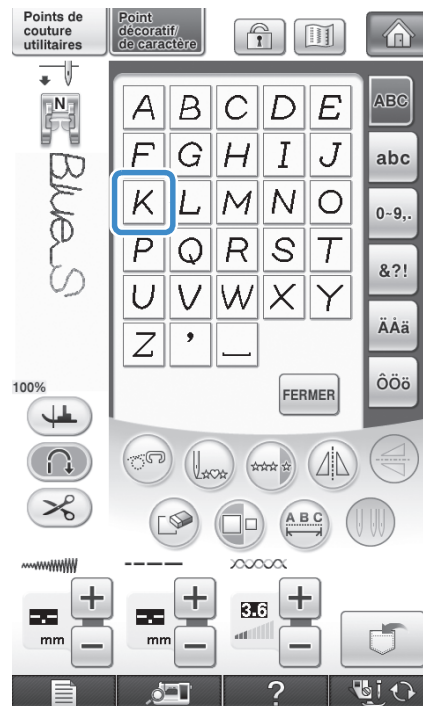 Points de
couture
utilitaires
Point
décoratif/
de caractère
N
Blue_S
A B C D E
F G H I J
K L M N O
P Q R S T
U V W X Y
Z ' _
ABC
abc
0~9,.
&?!
ÄÅä
ÔÖö
FERMER
100%
A B C
mm
mm
3.6
+
−
+
−
+
−
?